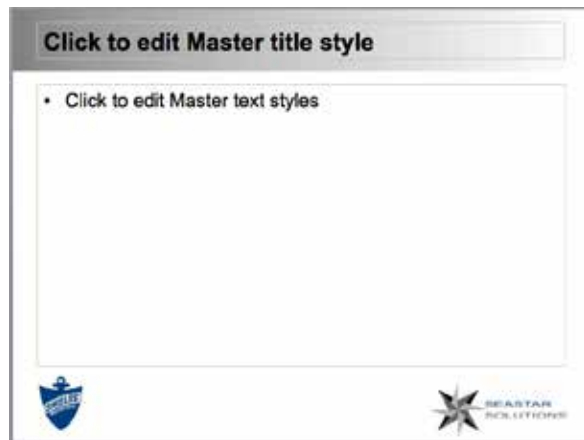 Click to edit Master title style
• Click to edit Master text styles
SEASTAR
SOLUTIONS